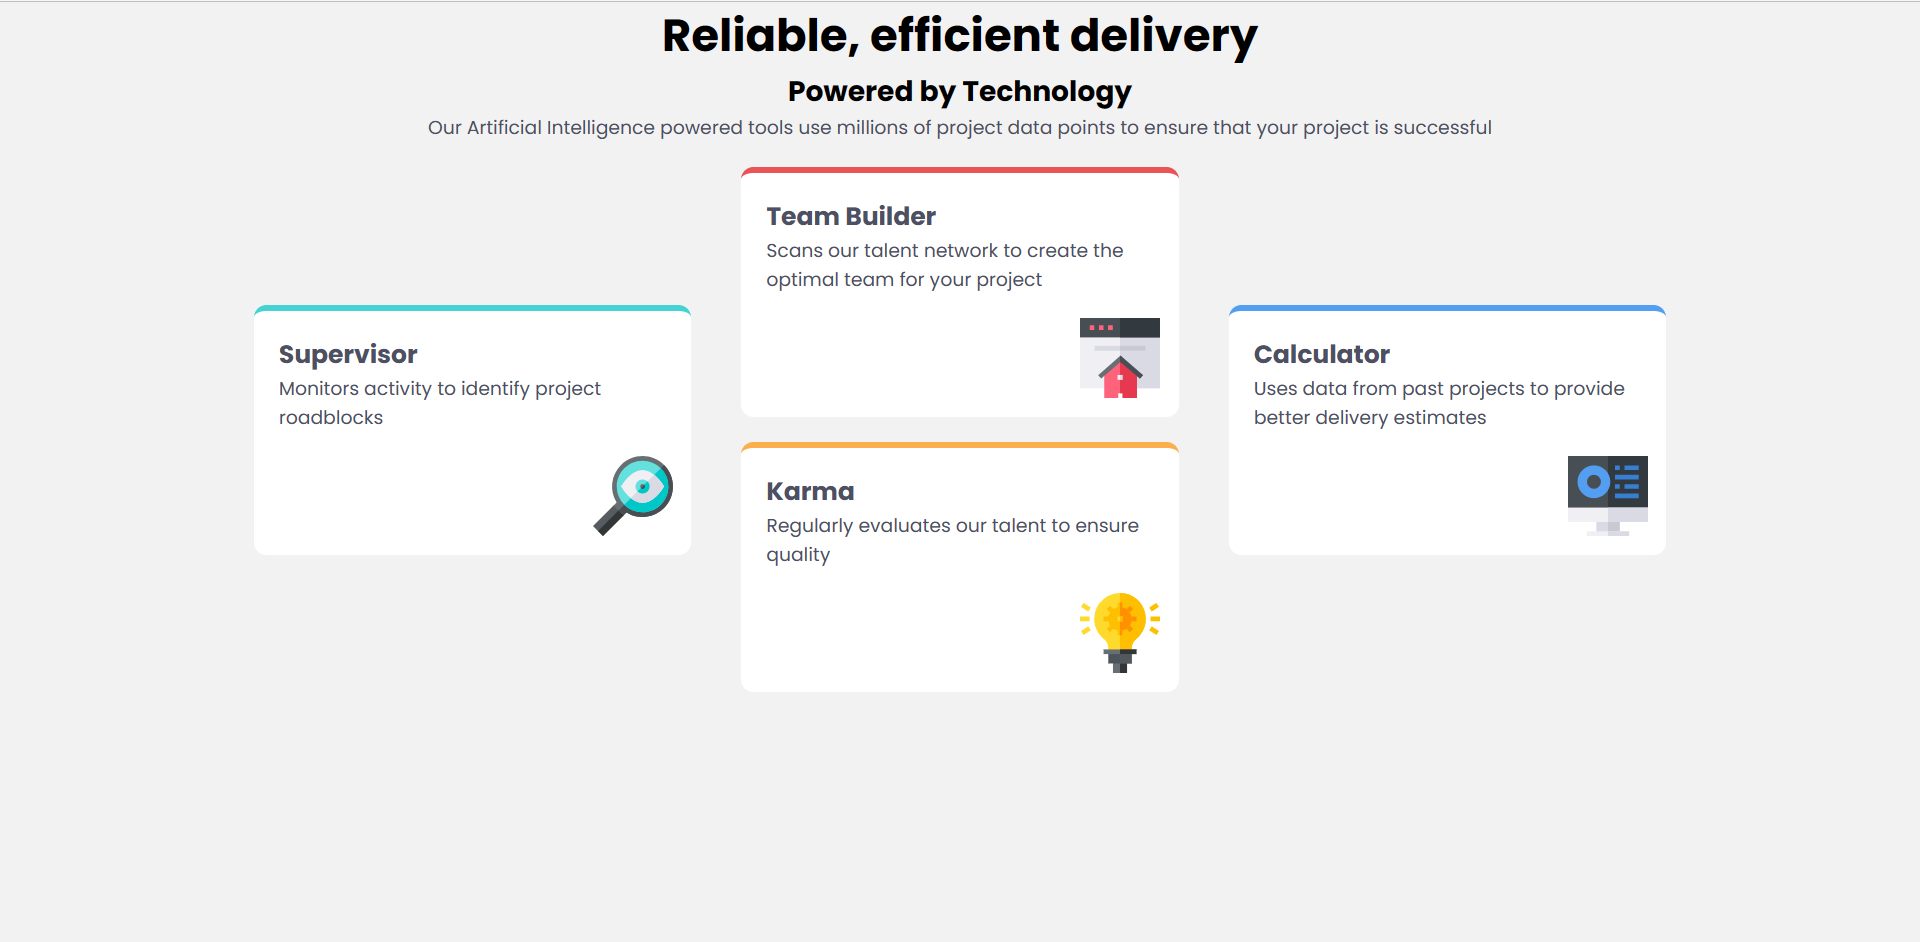 Reliable, efficient delivery
Powered by Technology
Our Artificial Intelligence powered tools use millions of project data points to ensure that your project is successful
Supervisor
Monitors activity to identify project
roadblocks
Team Builder
Scans our talent network to create the
optimal team for your project
Karma
Regularly evaluates our talent to ensure
quality
Calculator
Uses data from past projects to provide
better delivery estimates